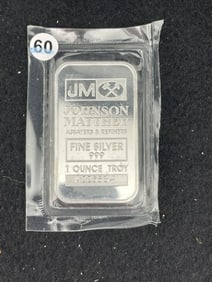 60
JM
JOHNSON
MATTHEY
ASSAYERS & REFINERS
FINE SILVER
999
1 OUNCE TROY